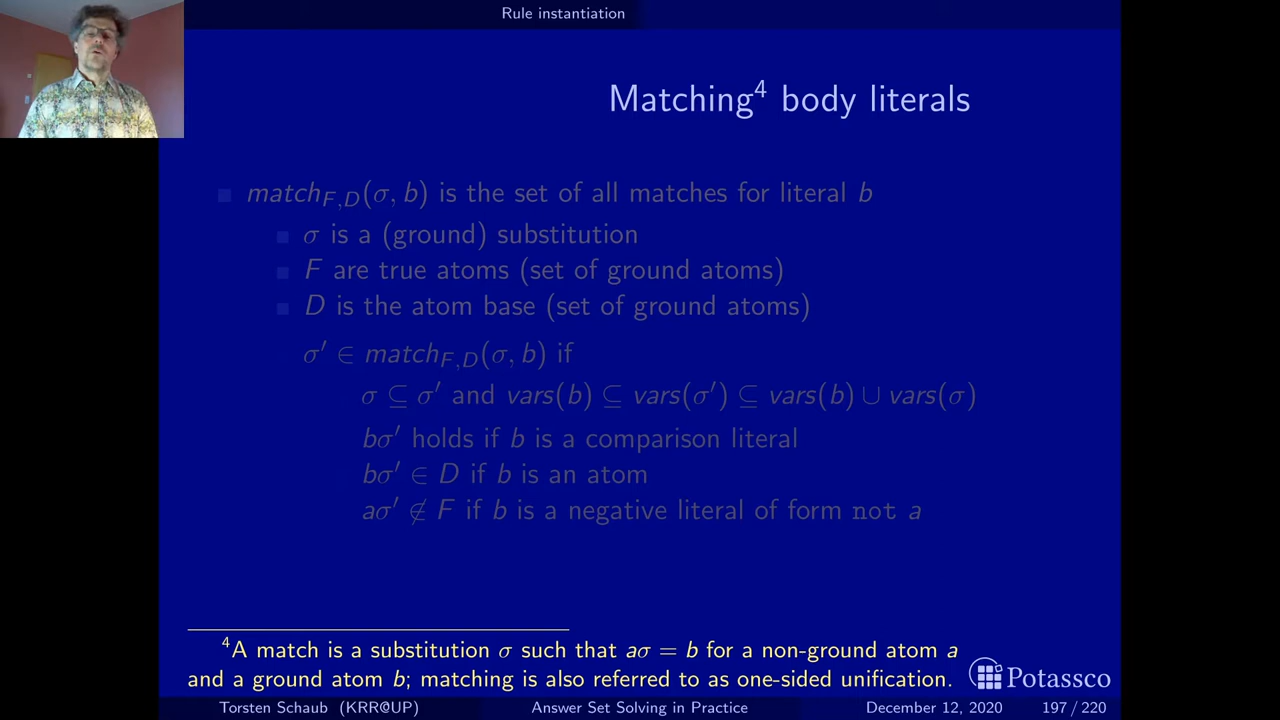 Rule instantiation
Matching⁴ body literals
match_F,D(σ, b) is the set of all matches for literal b
σ is a (ground) substitution
F are true atoms (set of ground atoms)
D is the atom base (set of ground atoms)
σ′ ∈ match_F,D(σ, b) if
σ ⊆ σ′ and vars(b) ⊆ vars(σ′) ⊆ vars(b) ∪ vars(σ)
bσ′ holds if b is a comparison literal
bσ′ ∈ D if b is an atom
aσ′ ∉ F if b is a negative literal of form not a
⁴A match is a substitution σ such that aσ = b for a non-ground atom a
and a ground atom b; matching is also referred to as one-sided unification.
Potassco
Torsten Schaub (KRR@UP) Answer Set Solving in Practice December 12, 2020 197 / 220